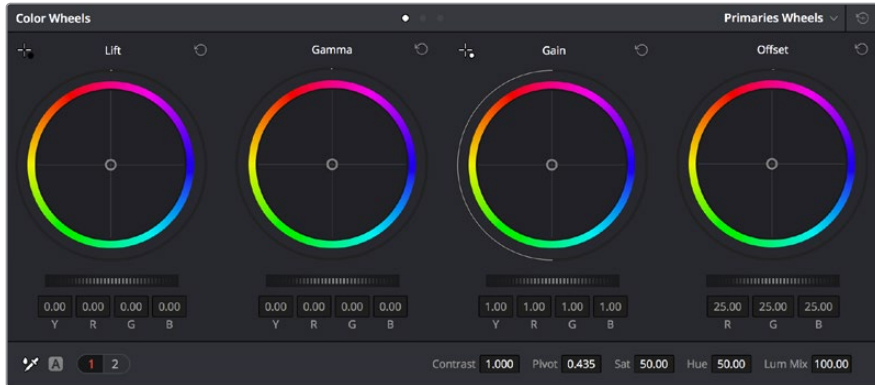 Color Wheels Primaries Wheels
Lift Gamma Gain Offset
0.00 0.00 0.00 0.00 0.00 0.00 0.00 0.00 1.00 1.00 1.00 1.00 25.00 25.00 25.00
Y R G B Y R G B Y R G B R G B
A 1 2 Contrast 1.000 Pivot 0.435 Sat 50.00 Hue 50.00 Lum Mix 100.00